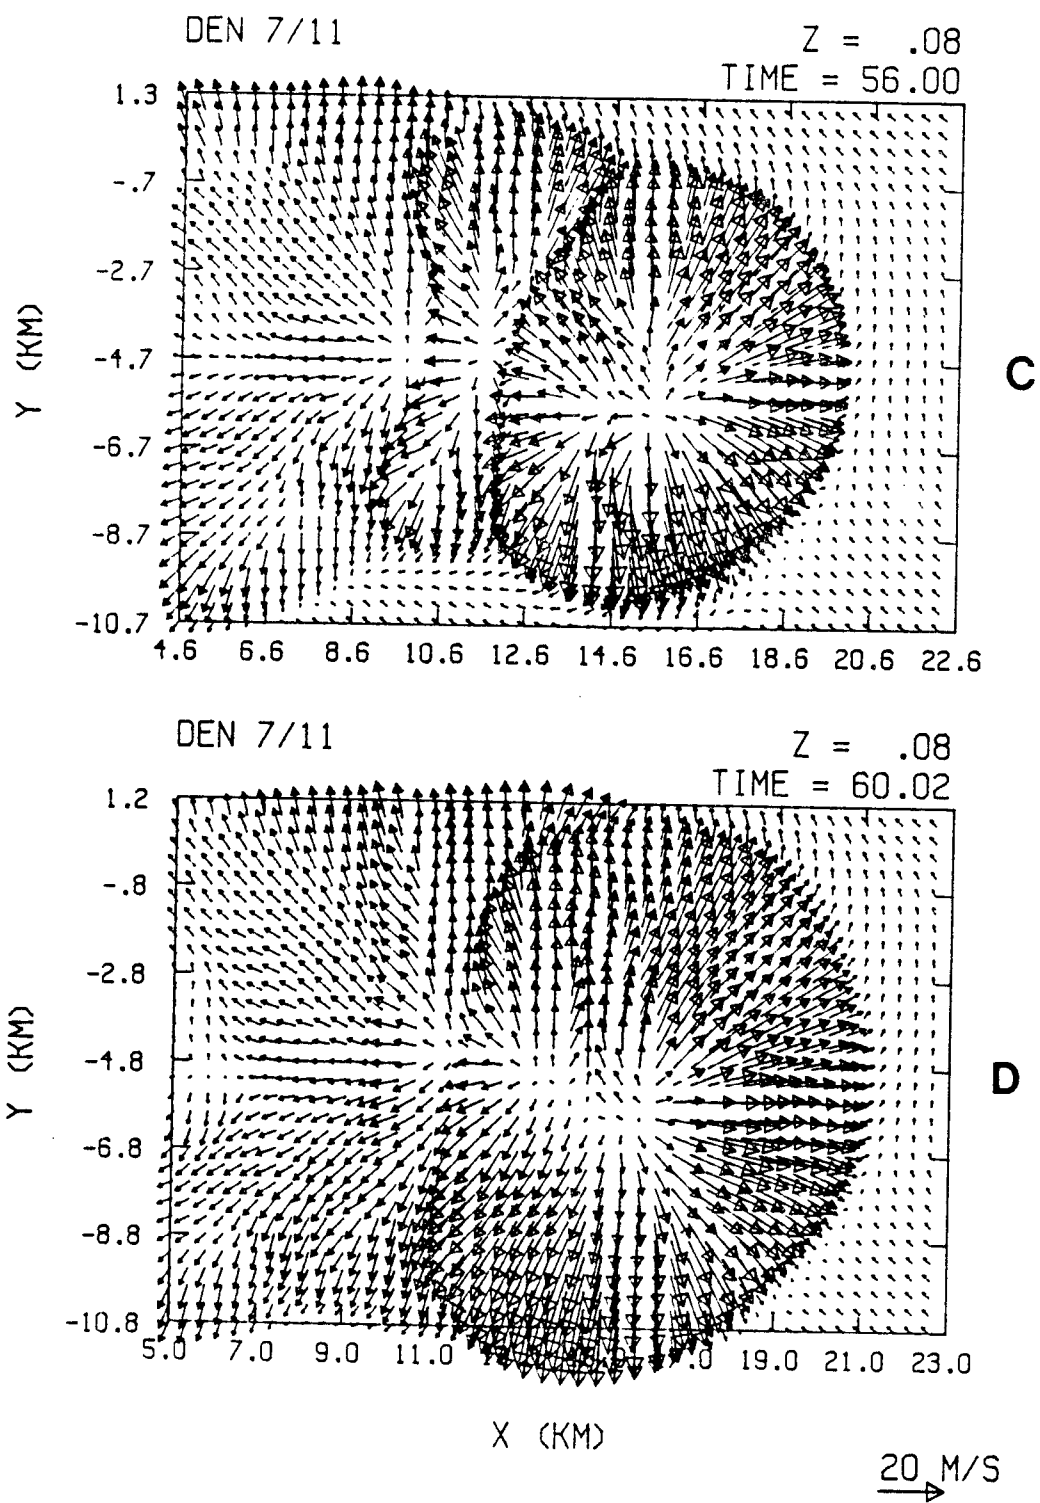 DEN 7/11
Z = .08
TIME = 56.00
1.3
-.7
-2.7
-4.7
-6.7
-8.7
-10.7
Y (KM)
C
4.6 6.6 8.6 10.6 12.6 14.6 16.6 18.6 20.6 22.6
DEN 7/11
Z = .08
TIME = 60.02
1.2
-.8
-2.8
-4.8
-6.8
-8.8
-10.8
Y (KM)
D
5.0 7.0 9.0 11.0 19.0 21.0 23.0
X (KM)
20 M/S